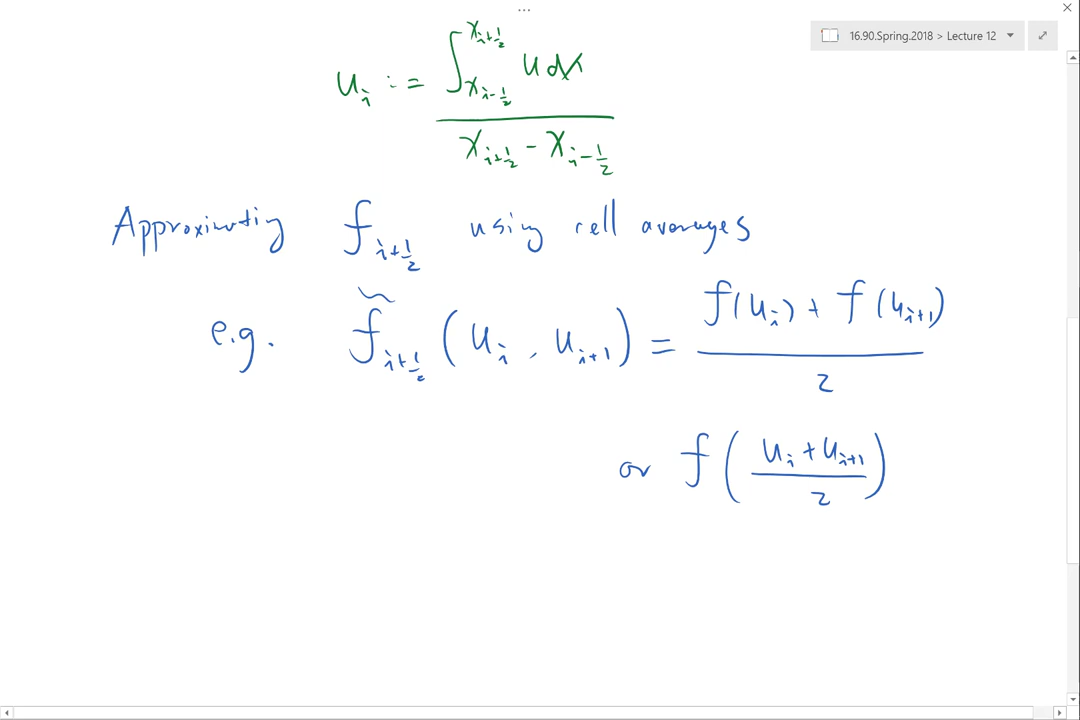 16.90.Spring.2018 > Lecture 12
u_i := ∫_{x_{i-1/2}}^{x_{i+1/2}} u dx / (x_{i+1/2} - x_{i-1/2})
Approximating f_{i+1/2} using cell averages
e.g. f̃_{i+1/2} (u_i, u_{i+1}) = (f(u_i) + f(u_{i+1})) / 2
or f((u_i + u_{i+1}) / 2)